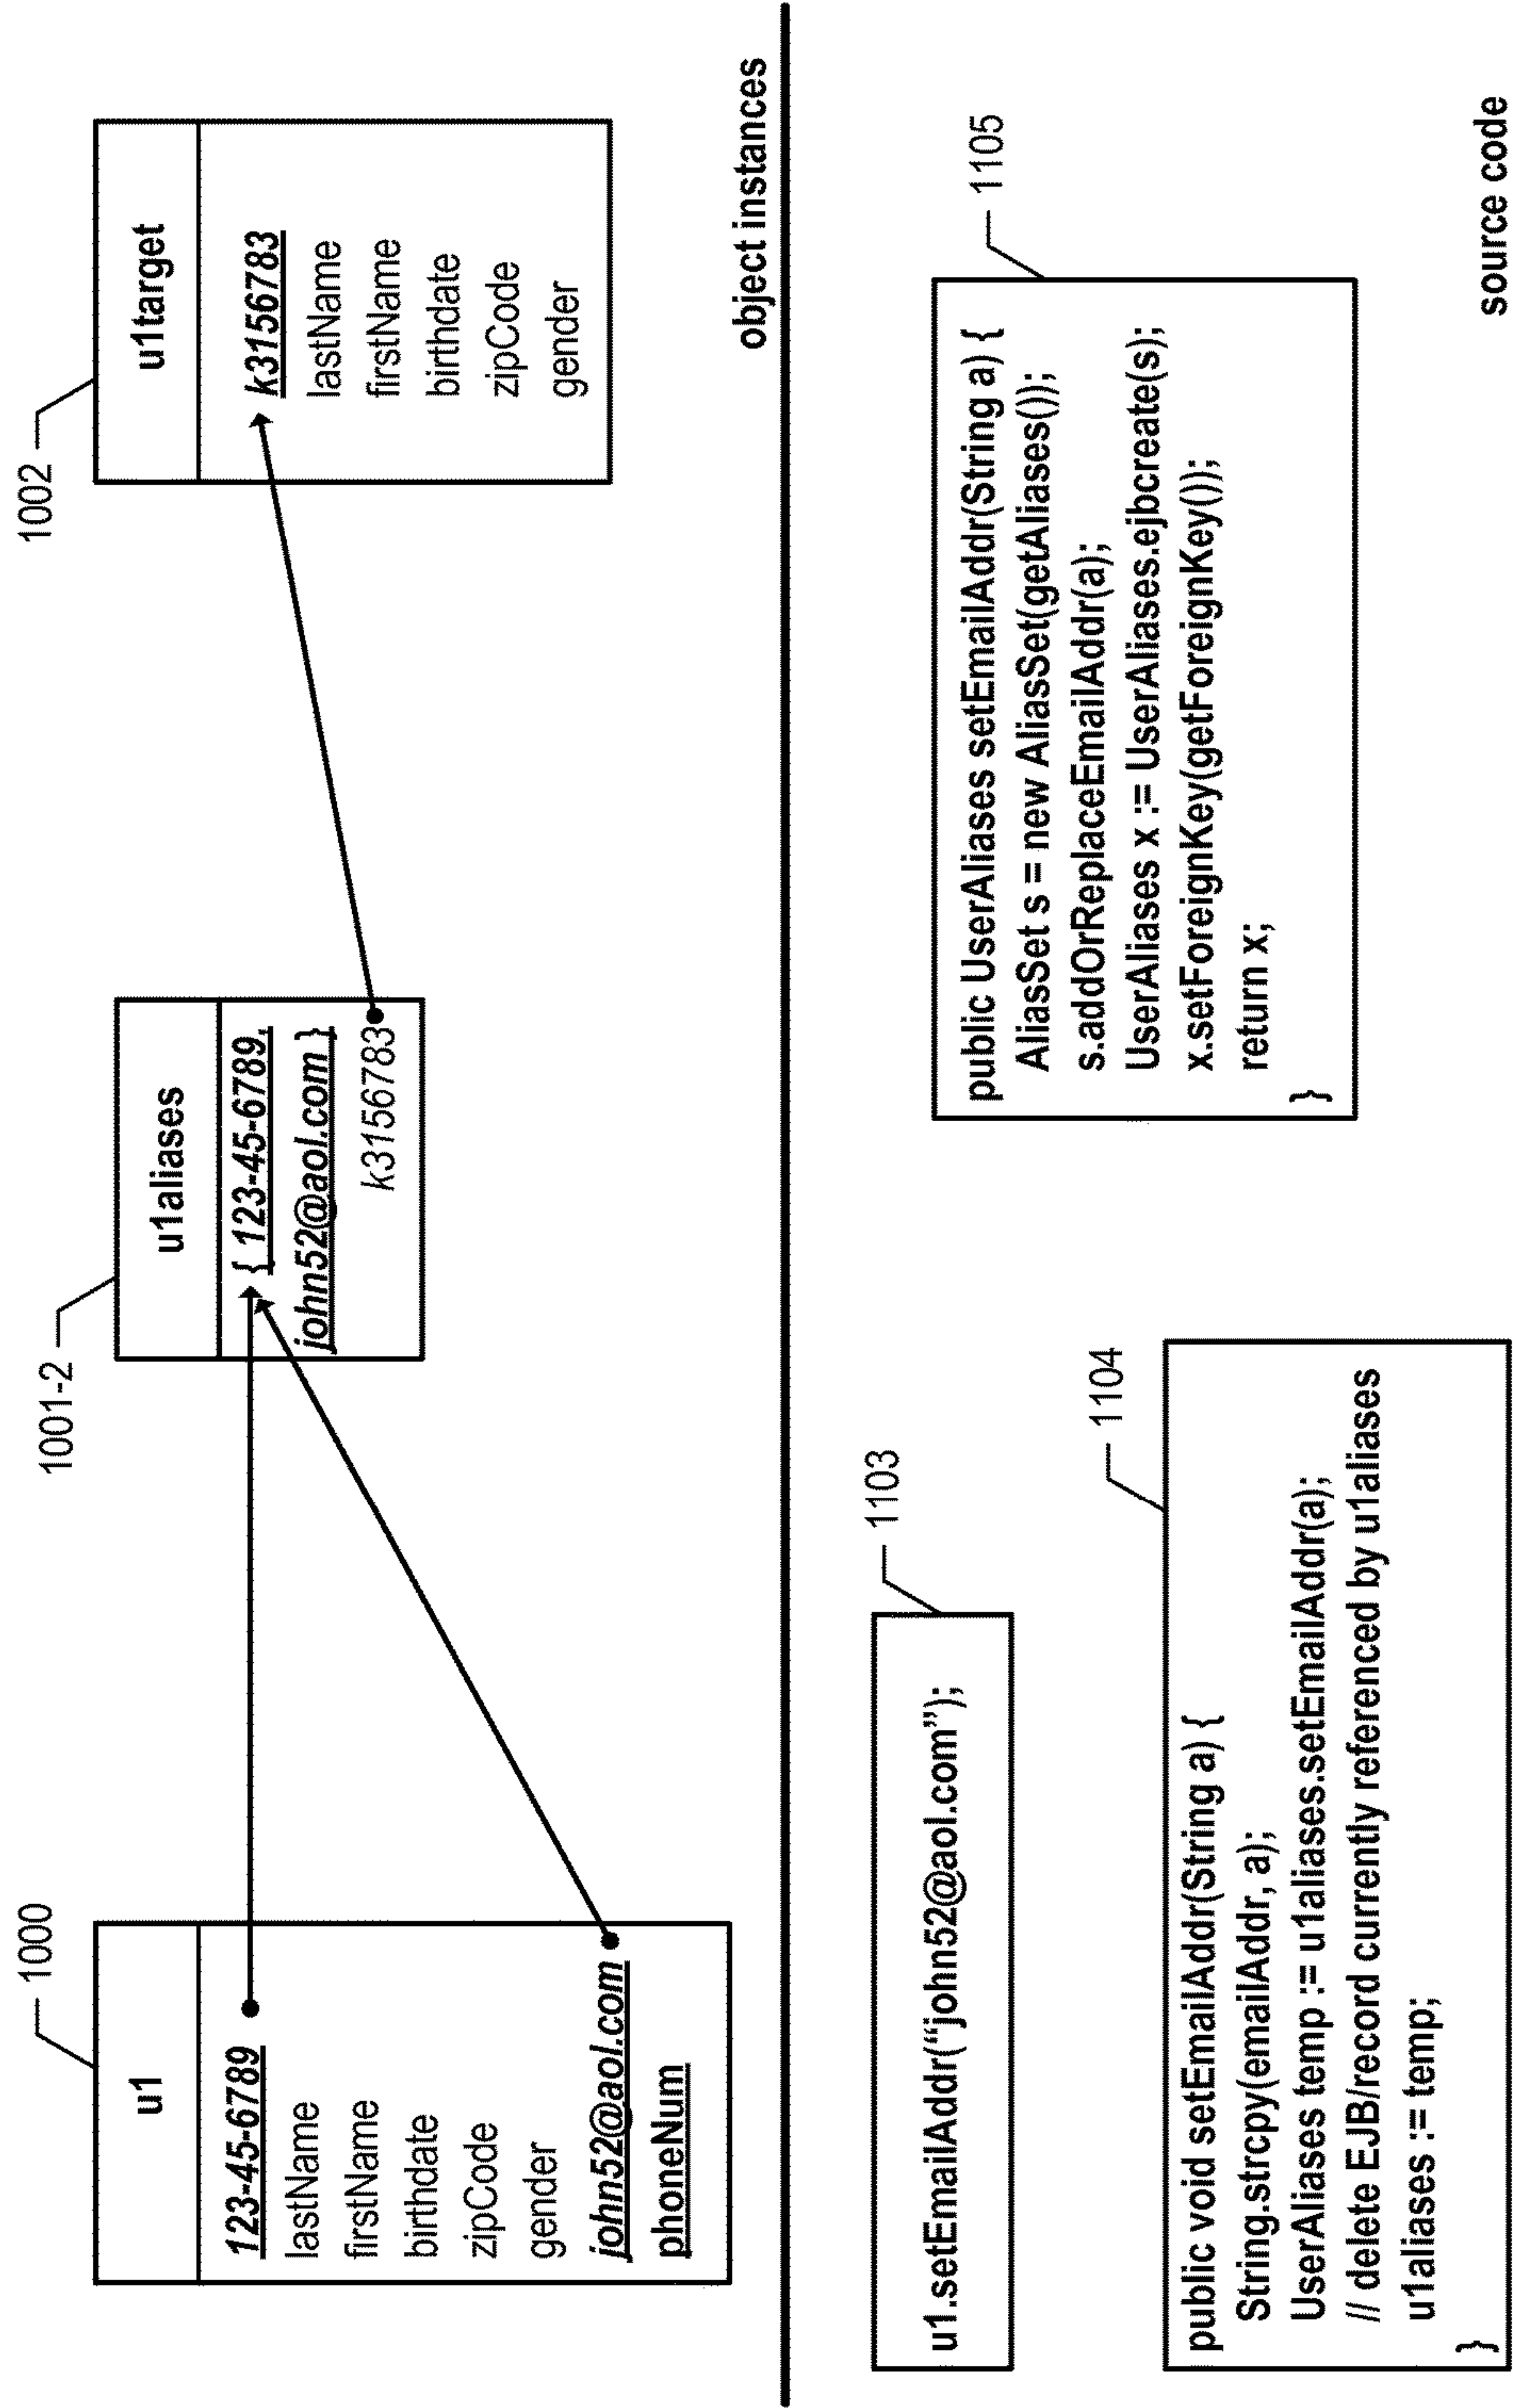 1000
u1
123-45-6789
lastName
firstName
birthdate
zipCode
gender
john52@aol.com
phoneNum
1001-2
u1aliases
{ 123-45-6789,
john52@aol.com }
k3156783
1002
u1target
k3156783
lastName
firstName
birthdate
zipCode
gender
object instances
1103
u1.setEmailAddr(“john52@aol.com”);
1104
public void setEmailAddr(String a) {
String.strcpy(emailAddr, a);
UserAliases temp := u1aliases.setEmailAddr(a);
// delete EJB/record currently referenced by u1aliases
u1aliases := temp;
}
1105
public UserAliases setEmailAddr(String a) {
AliasSet s = new AliasSet(getAliases());
s.addOrReplaceEmailAddr(a);
UserAliases x := UserAliases.ejbcreate(s);
x.setForeignKey(getForeignKey());
return x;
}
source code